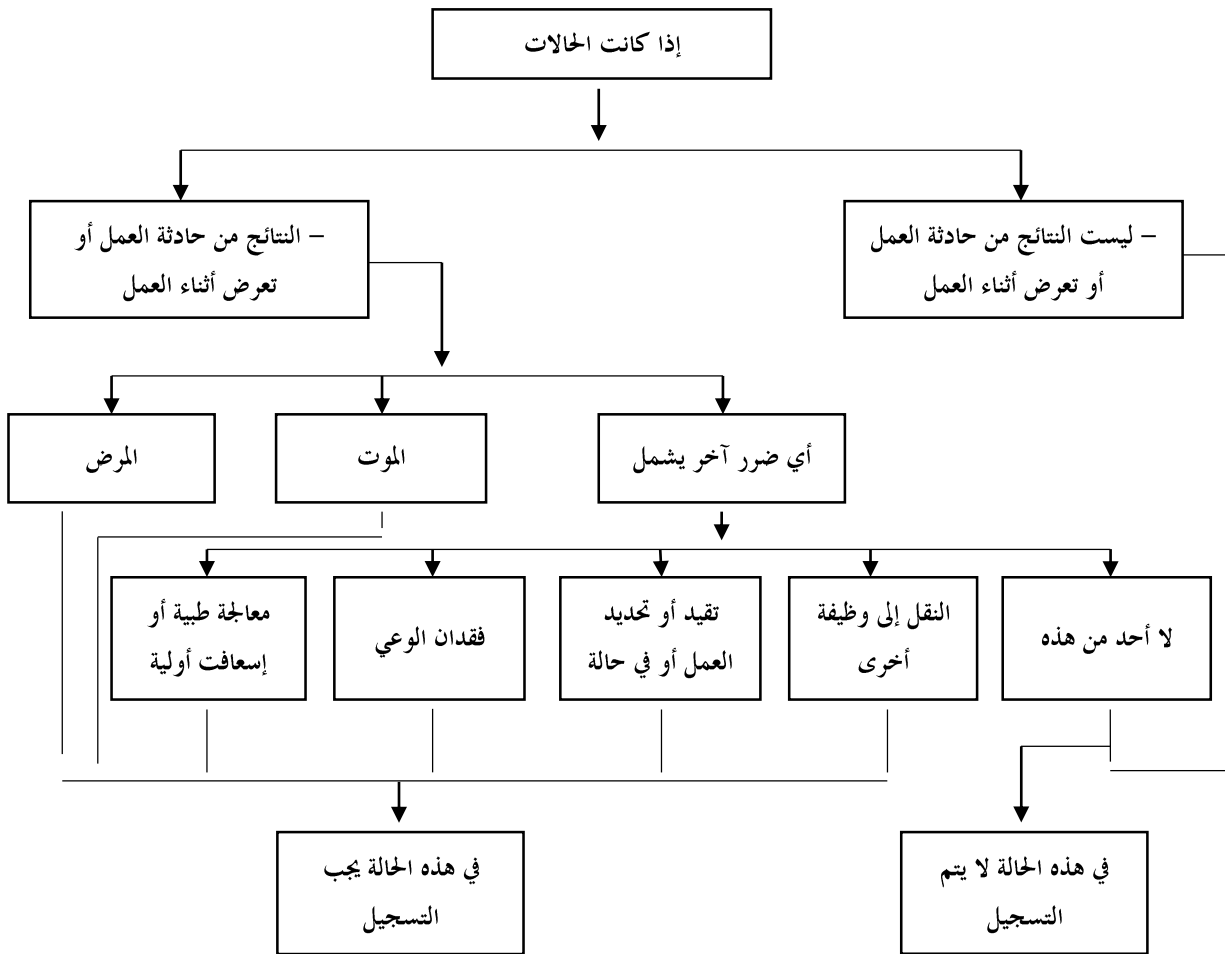 إذا كانت الحالات
– ليست النتائج من حادثة العمل
أو تعرض أثناء العمل
– النتائج من حادثة العمل أو
تعرض أثناء العمل
أي ضرر آخر يشمل
الموت
المرض
لا أحد من هذه
النقل إلى وظيفة
أخرى
تقيد أو تحديد
العمل أو في حالة
فقدان الوعي
معالجة طبية أو
إسعافت أولية
في هذه الحالة لا يتم
التسجيل
في هذه الحالة يجب
التسجيل